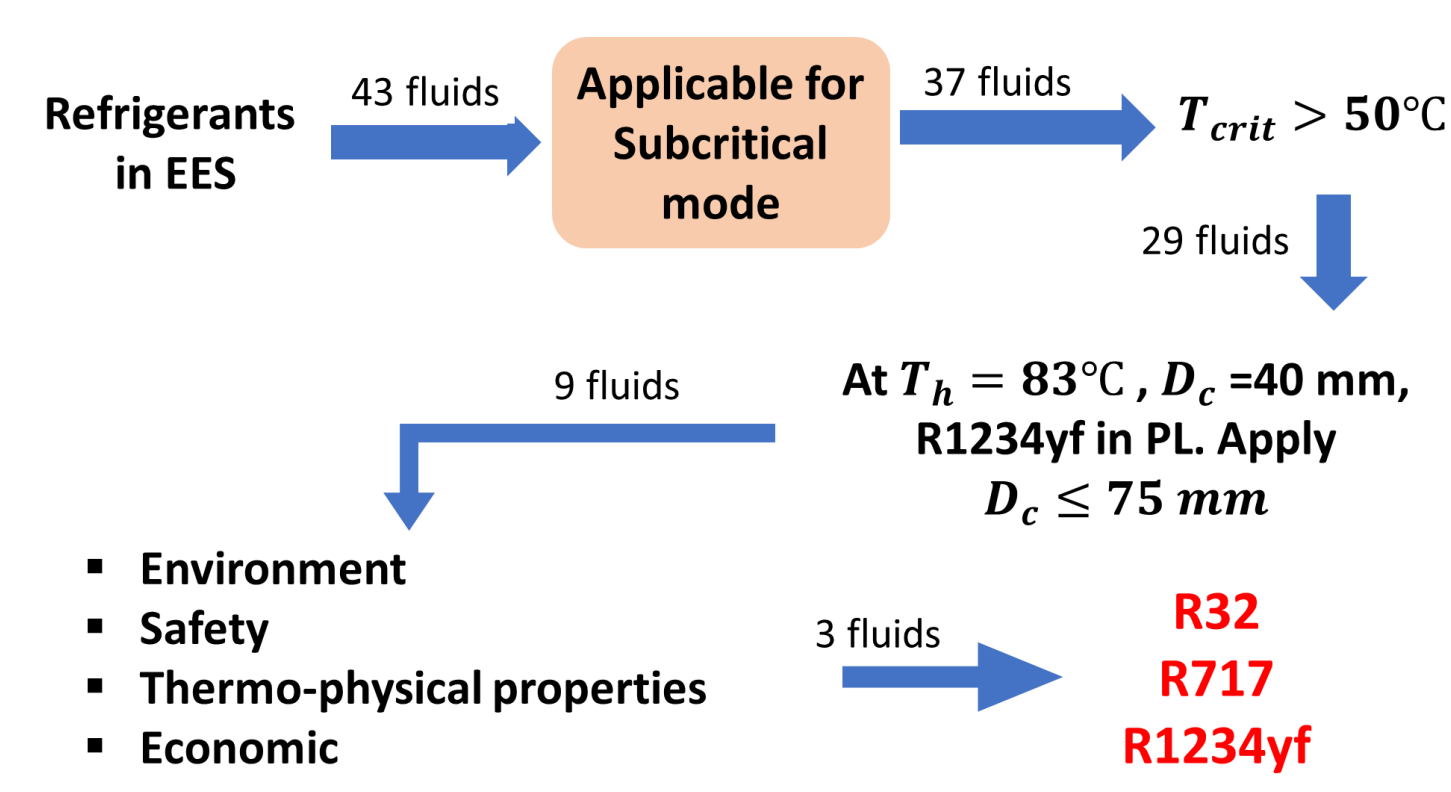 Refrigerants
in EES
43 fluids
Applicable for
Subcritical
mode
37 fluids
T_crit > 50°C
29 fluids
At T_h = 83°C , D_c =40 mm,
R1234yf in PL. Apply
D_c ≤ 75 mm
9 fluids
▪ Environment
▪ Safety
▪ Thermo-physical properties
▪ Economic
3 fluids
R32
R717
R1234yf